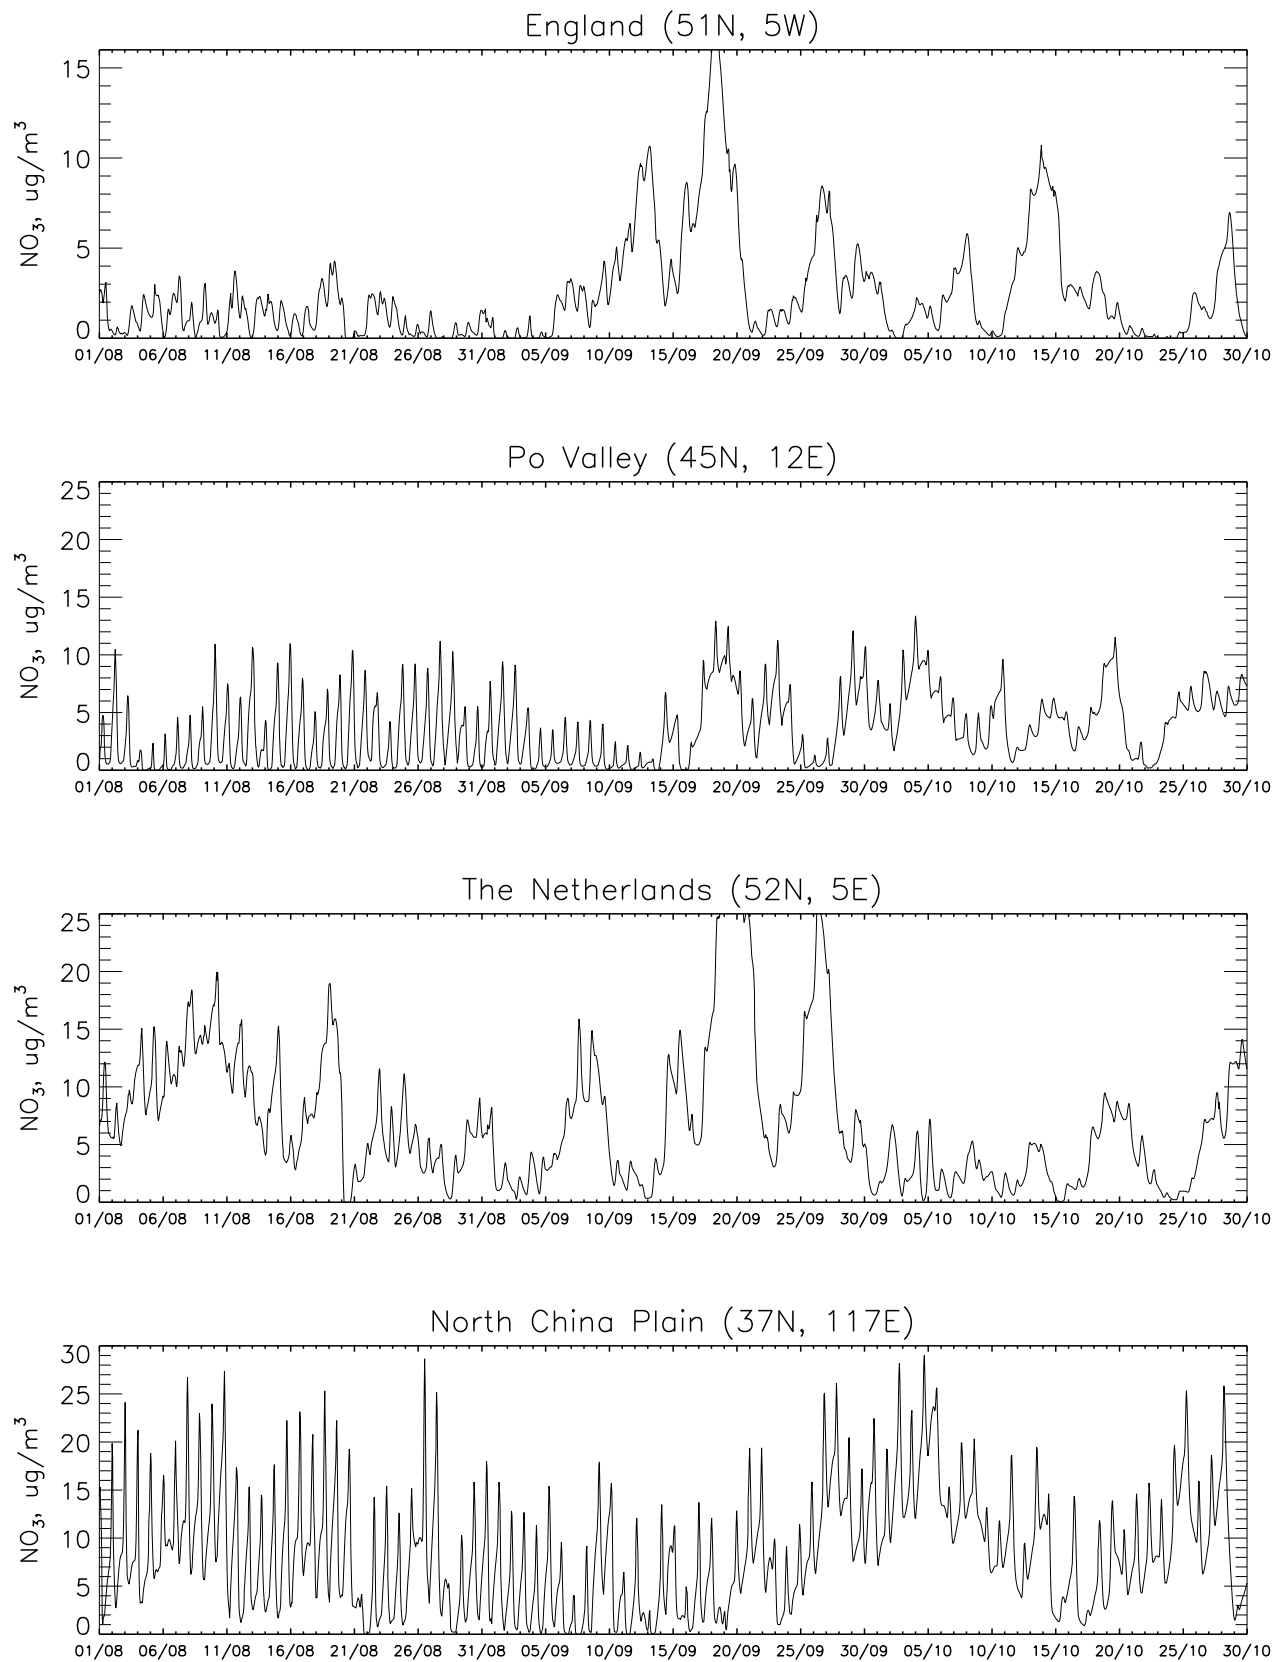 England (51N, 5W)
15
10
5
0
NO3, ug/m3
01/08 06/08 11/08 16/08 21/08 26/08 31/08 05/09 10/09 15/09 20/09 25/09 30/09 05/10 10/10 15/10 20/10 25/10 30/10
Po Valley (45N, 12E)
25
20
15
10
5
0
NO3, ug/m3
01/08 06/08 11/08 16/08 21/08 26/08 31/08 05/09 10/09 15/09 20/09 25/09 30/09 05/10 10/10 15/10 20/10 25/10 30/10
The Netherlands (52N, 5E)
25
20
15
10
5
0
NO3, ug/m3
01/08 06/08 11/08 16/08 21/08 26/08 31/08 05/09 10/09 15/09 20/09 25/09 30/09 05/10 10/10 15/10 20/10 25/10 30/10
North China Plain (37N, 117E)
30
25
20
15
10
5
0
NO3, ug/m3
01/08 06/08 11/08 16/08 21/08 26/08 31/08 05/09 10/09 15/09 20/09 25/09 30/09 05/10 10/10 15/10 20/10 25/10 30/10